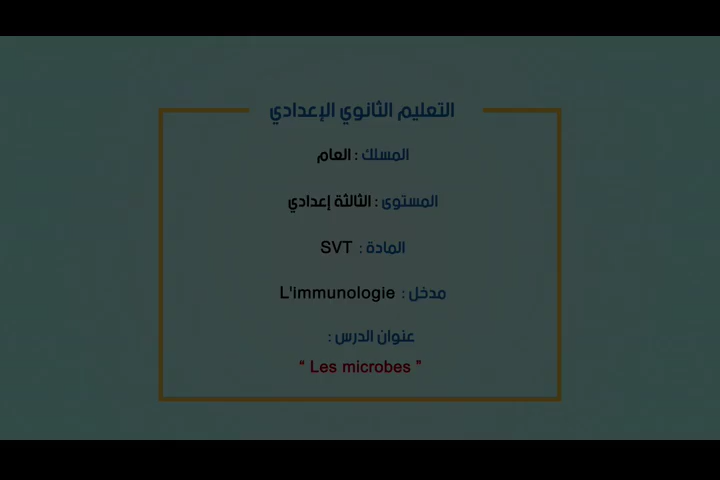 التعليم الثانوي الإعدادي
المسلك : العام
المستوى : الثالثة إعدادي
المادة : SVT
مدخل : L'immunologie
عنوان الدرس :
“ Les microbes ”